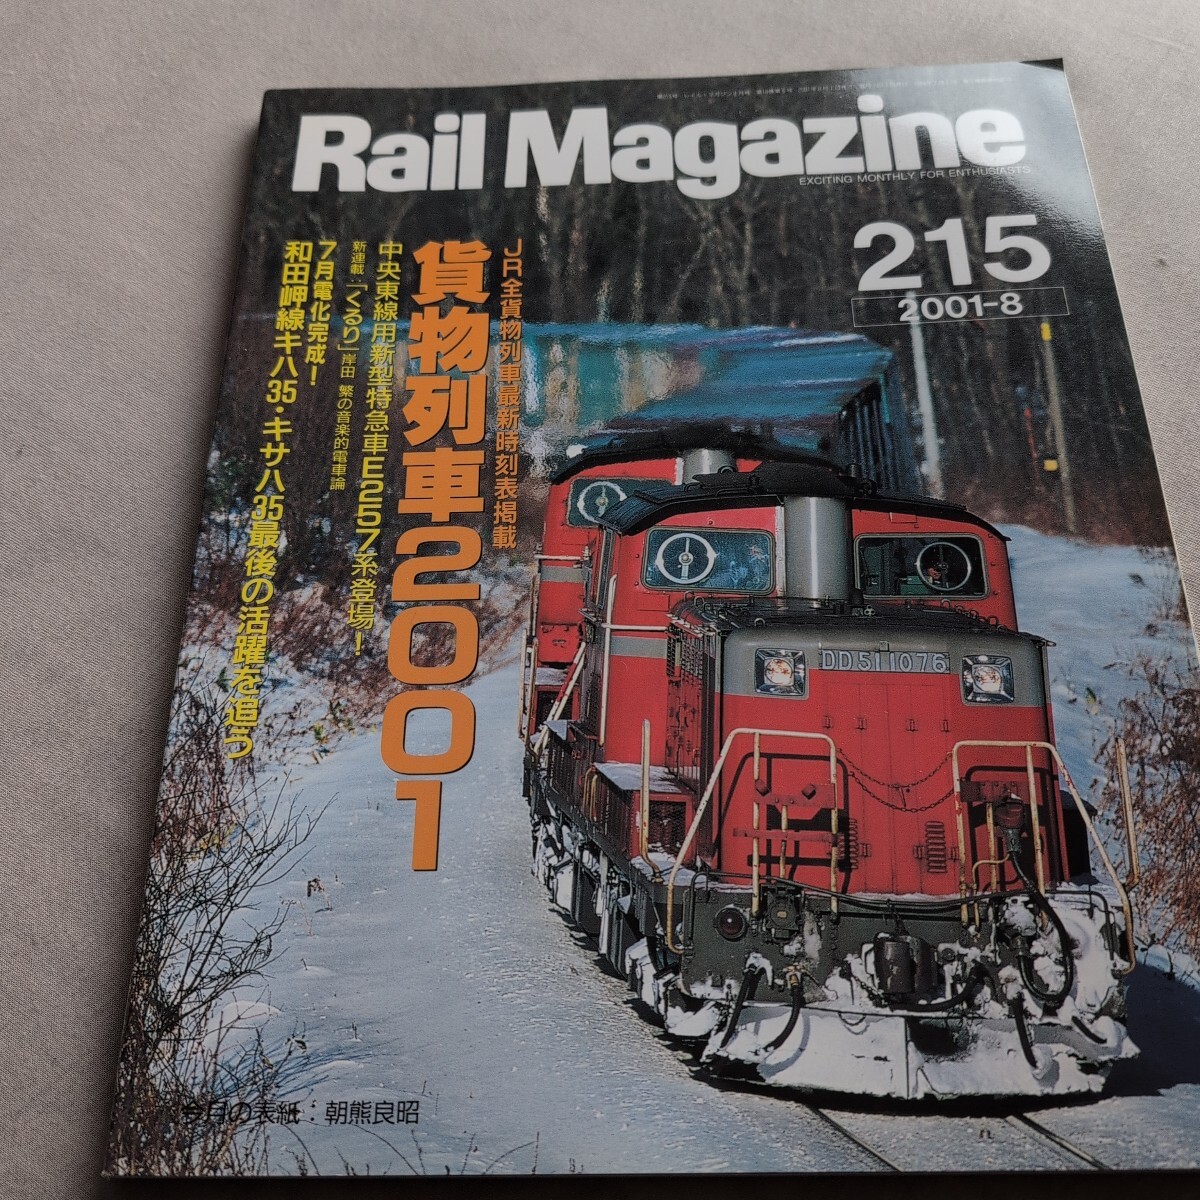 Rail Magazine
EXCITING MONTHLY FOR ENTHUSIASTS
215
2001-8
JR全貨物列車最新時刻表掲載
貨物列車2001
中央東線用新型特急車E257系登場！
新連載：「くるり」岸田 繁の音楽的電車論
7月電化完成！
和田岬線キハ35・キサハ35最後の活躍を追う
DD511076
今月の表紙：朝熊良昭